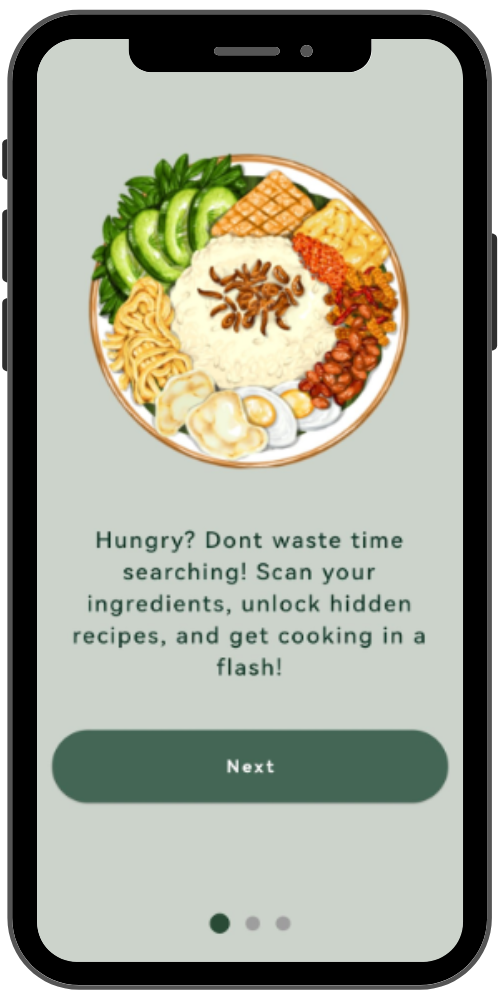 Hungry? Dont waste time
searching! Scan your
ingredients, unlock hidden
recipes, and get cooking in a
flash!
Next